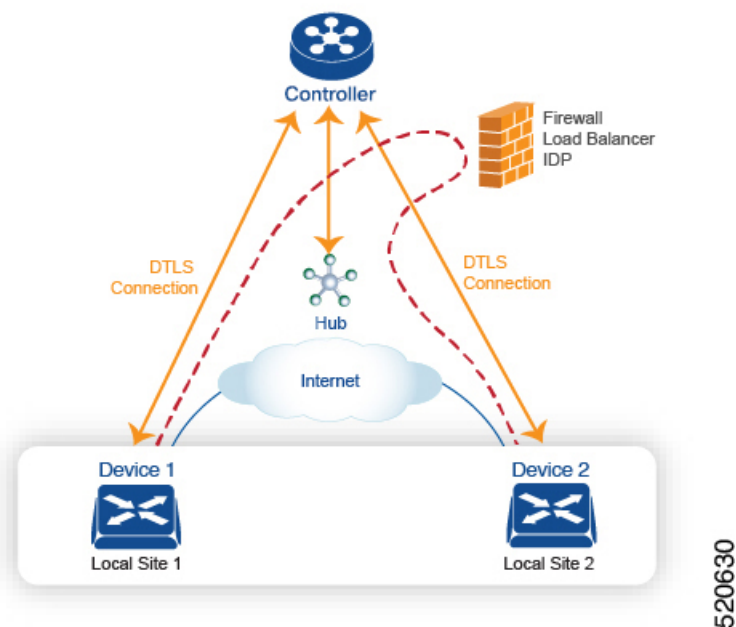 Controller
Firewall
Load Balancer
IDP
DTLS
Connection
DTLS
Connection
Hub
Internet
Device 1
Device 2
Local Site 1
Local Site 2
520630